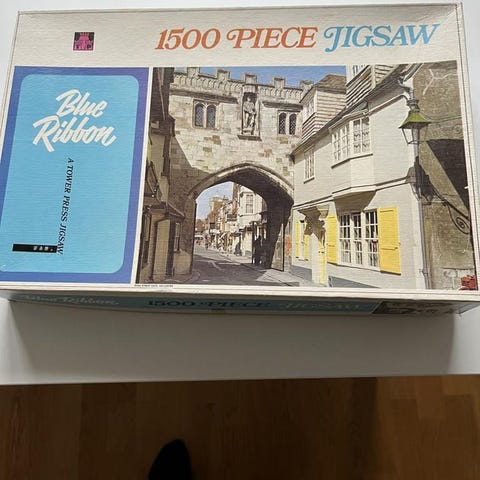 1500 PIECE JIGSAW
Blue
Ribbon
A TOWER PRESS JIGSAW
Blue Ribbon 1500 PIECE JIGSAW